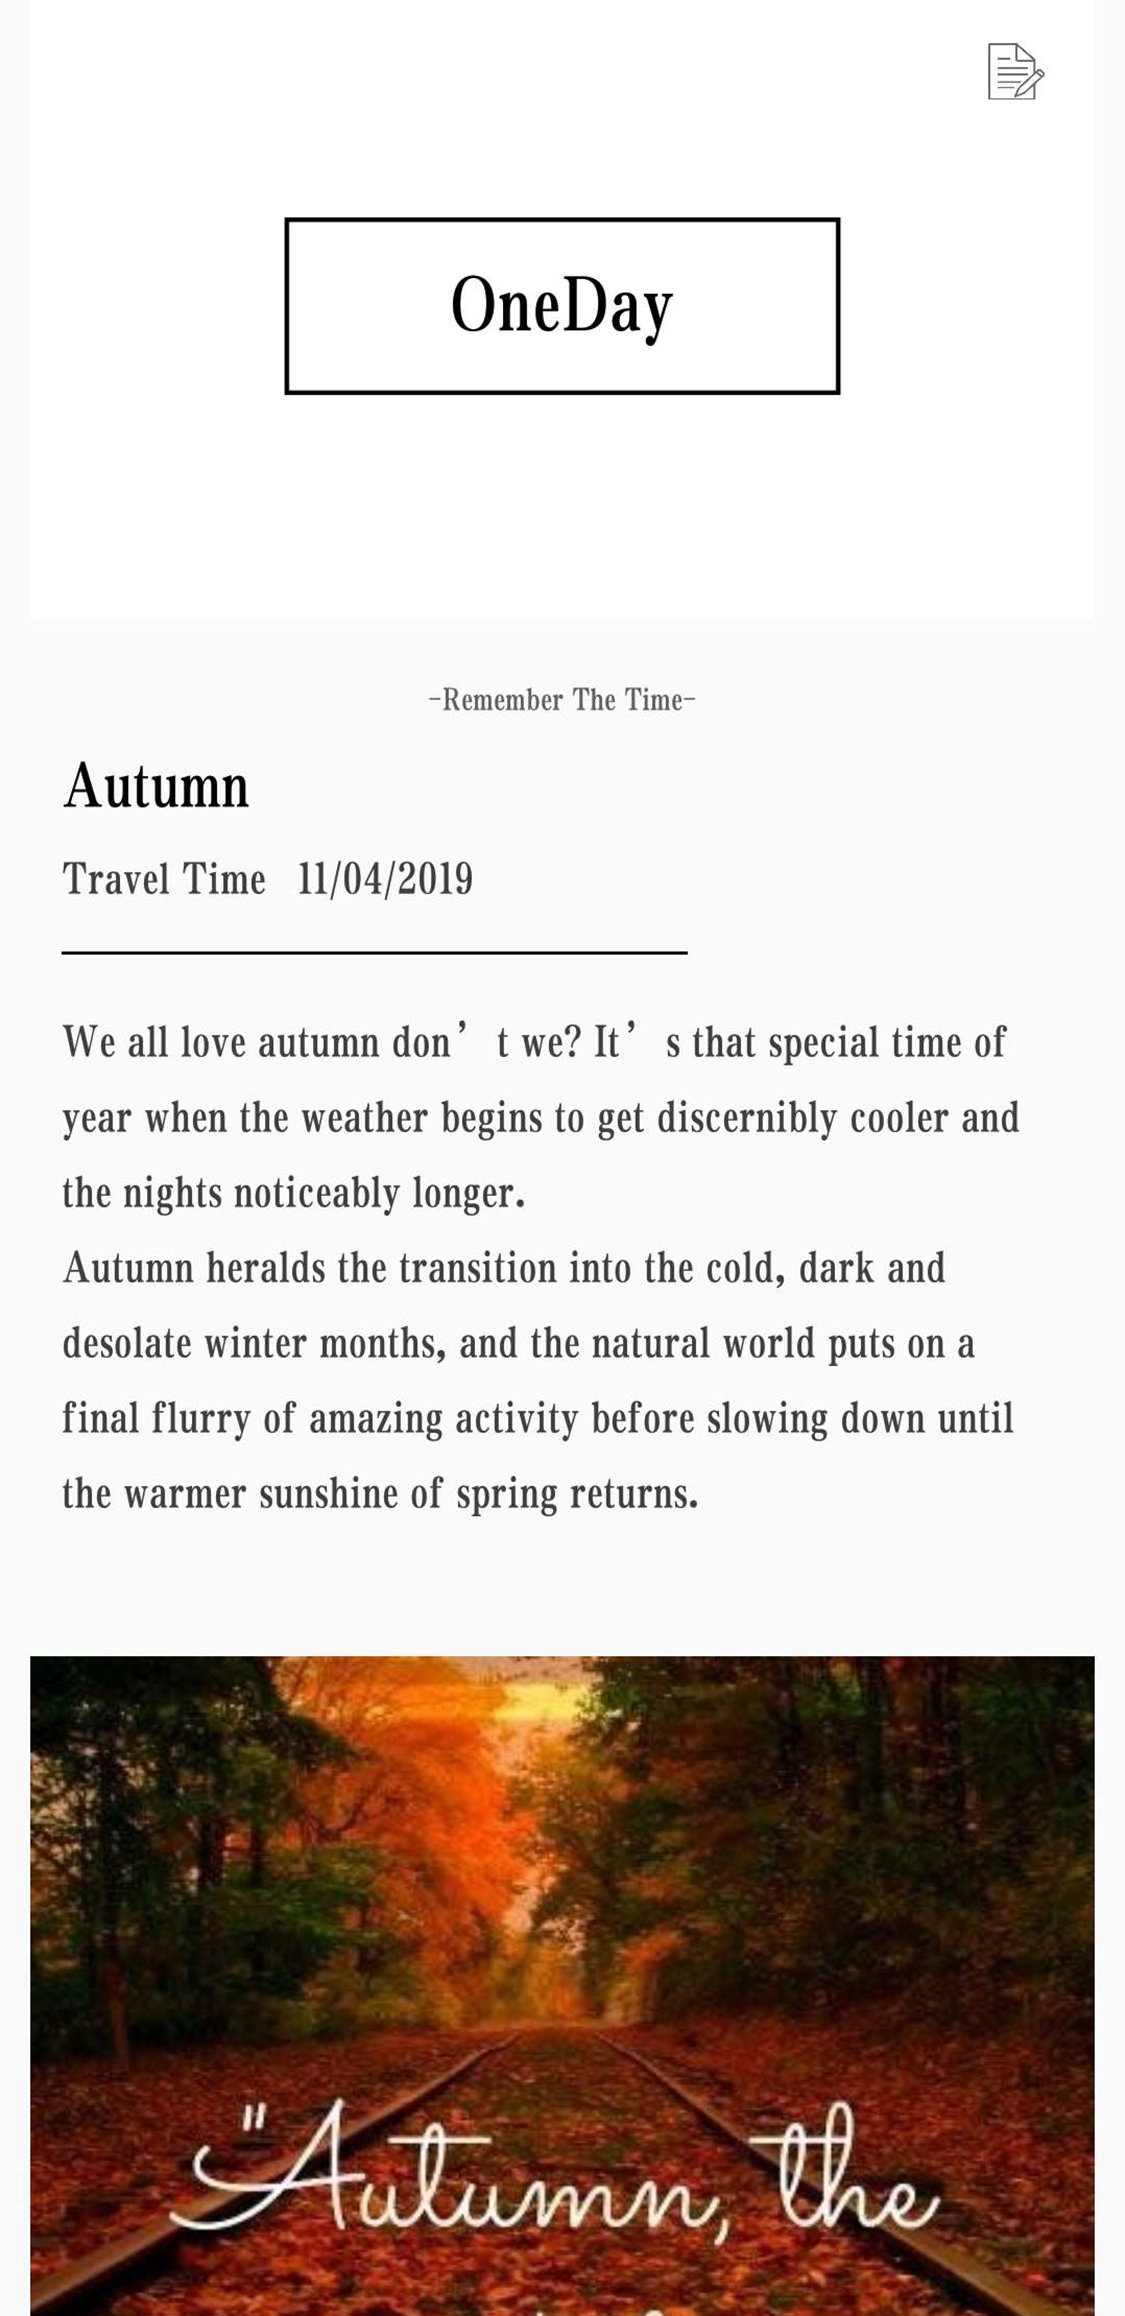 OneDay
-Remember The Time-
Autumn
Travel Time 11/04/2019
We all love autumn don’t we? It’s that special time of
year when the weather begins to get discernibly cooler and
the nights noticeably longer.
Autumn heralds the transition into the cold, dark and
desolate winter months, and the natural world puts on a
final flurry of amazing activity before slowing down until
the warmer sunshine of spring returns.
"Autumn, the